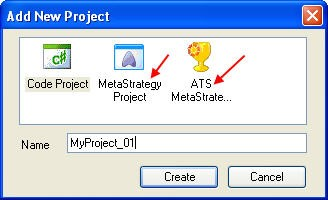 Add New Project
C#
Code Project
MetaStrategy
Project
ATS
MetaStrate...
Name
MyProject_01
Create
Cancel